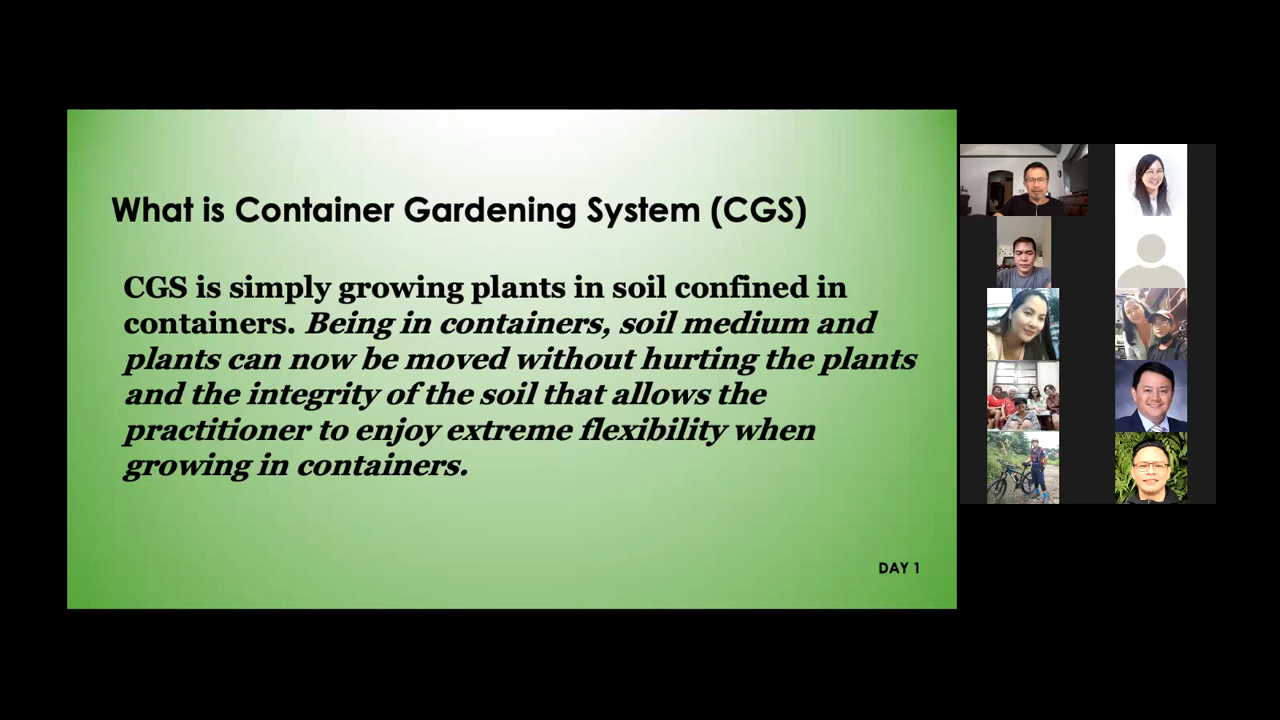 What is Container Gardening System (CGS)
CGS is simply growing plants in soil confined in
containers. Being in containers, soil medium and
plants can now be moved without hurting the plants
and the integrity of the soil that allows the
practitioner to enjoy extreme flexibility when
growing in containers.
DAY 1